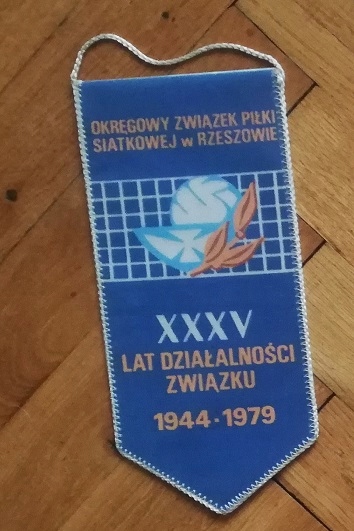 OKRĘGOWY ZWIĄZEK PIŁKI
SIATKOWEJ w RZESZOWIE
XXXV
LAT DZIAŁALNOŚCI
ZWIĄZKU
1944-1979